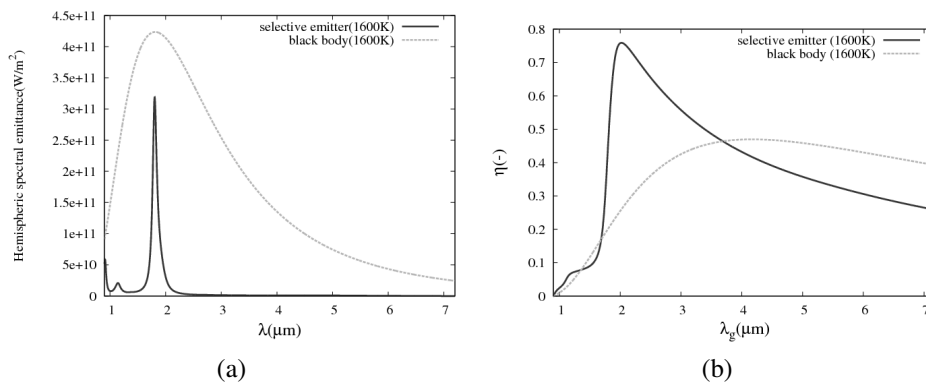 Hemispheric spectral emittance(W/m²)
4.5e+11
4e+11
3.5e+11
3e+11
2.5e+11
2e+11
1.5e+11
1e+11
5e+10
0
selective emitter(1600K)
black body(1600K)
1 2 3 4 5 6 7
λ(μm)
(a)
η(-)
0.8
0.7
0.6
0.5
0.4
0.3
0.2
0.1
0
selective emitter (1600K)
black body (1600K)
1 2 3 4 5 6 7
λg(μm)
(b)